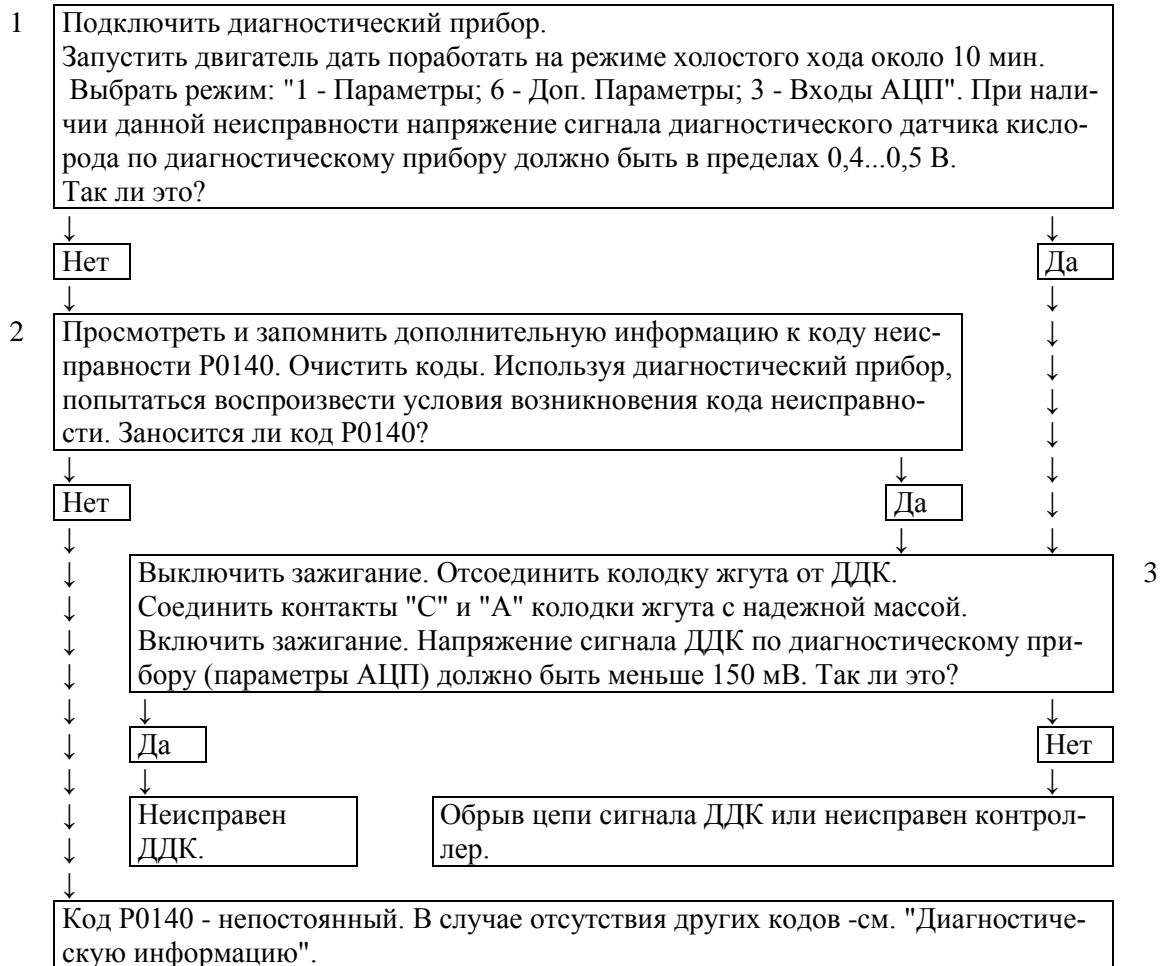 1 Подключить диагностический прибор.
Запустить двигатель дать поработать на режиме холостого хода около 10 мин.
Выбрать режим: "1 - Параметры; 6 - Доп. Параметры; 3 - Входы АЦП". При нали-
чии данной неисправности напряжение сигнала диагностического датчика кисло-
рода по диагностическому прибору должно быть в пределах 0,4...0,5 В.
Так ли это?
↓ ↓
Нет Да
↓ ↓
2 Просмотреть и запомнить дополнительную информацию к коду неис- ↓
правности P0140. Очистить коды. Используя диагностический прибор, ↓
попытаться воспроизвести условия возникновения кода неисправно- ↓
сти. Заносится ли код P0140? ↓
↓ ↓ ↓
Нет Да ↓
↓ ↓ ↓
↓ Выключить зажигание. Отсоединить колодку жгута от ДДК. 3
↓ Соединить контакты "С" и "А" колодки жгута с надежной массой.
↓ Включить зажигание. Напряжение сигнала ДДК по диагностическому при-
↓ бору (параметры АЦП) должно быть меньше 150 мВ. Так ли это?
↓ ↓ ↓
↓ Да Нет
↓ ↓ ↓
↓ Неисправен Обрыв цепи сигнала ДДК или неисправен контрол-
↓ ДДК. лер.
↓
Код P0140 - непостоянный. В случае отсутствия других кодов -см. "Диагностиче-
скую информацию".